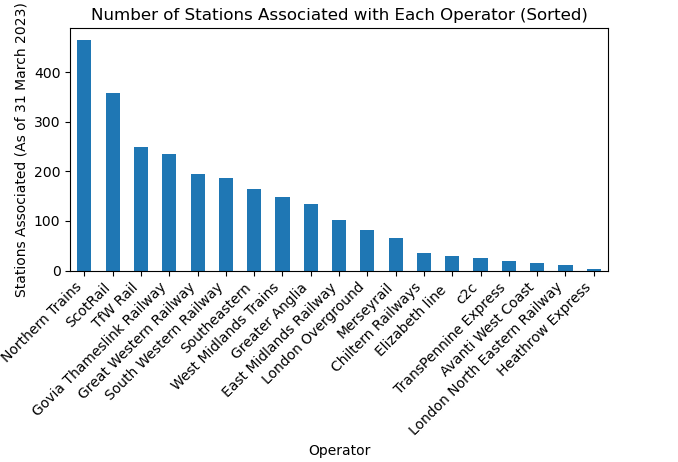 Number of Stations Associated with Each Operator (Sorted)
Stations Associated (As of 31 March 2023)
400
300
200
100
0
Northern Trains
ScotRail
TfW Rail
Govia Thameslink Railway
Great Western Railway
South Western Railway
Southeastern
West Midlands Trains
Greater Anglia
East Midlands Railway
London Overground
Merseyrail
Chiltern Railways
Elizabeth line
c2c
TransPennine Express
Avanti West Coast
London North Eastern Railway
Heathrow Express
Operator